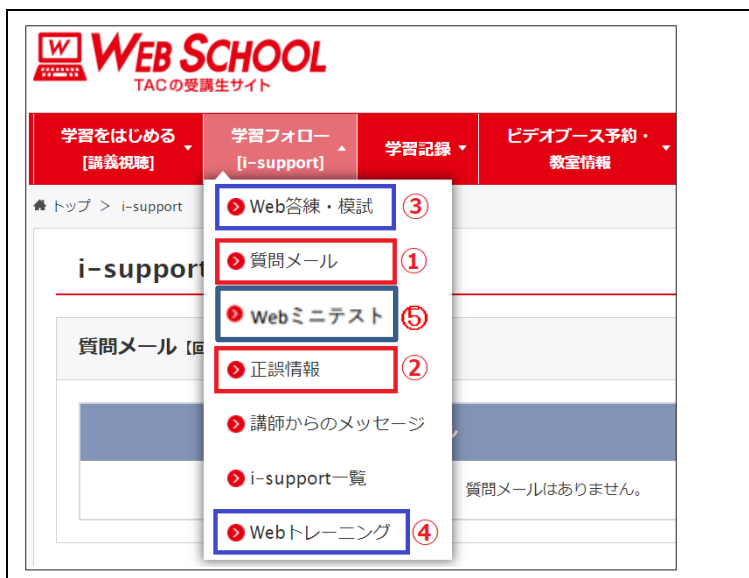 W WEB SCHOOL
TACの受講生サイト
学習をはじめる
[講義視聴]
学習フォロー
[i-support]
学習記録
ビデオブース予約・
教室情報
トップ > i-support
Web答練・模試 ③
i-support
質問メール ①
Webミニテスト ⑤
質問メール
正誤情報 ②
講師からのメッセージ
i-support一覧
質問メールはありません。
Webトレーニング ④